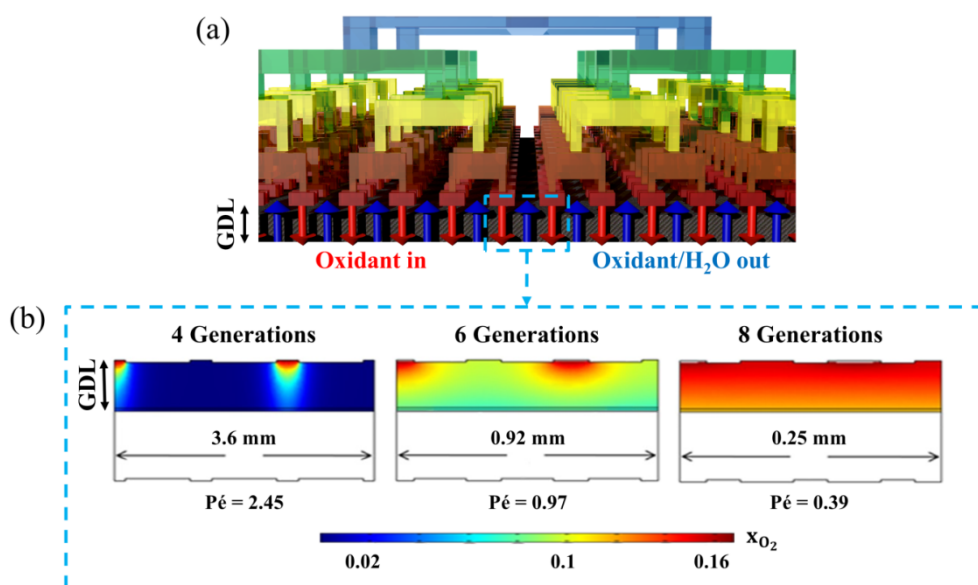 (a)
GDL
Oxidant in
Oxidant/H₂O out
(b)
4 Generations
6 Generations
8 Generations
GDL
3.6 mm
0.92 mm
0.25 mm
Pé = 2.45
Pé = 0.97
Pé = 0.39
x_O₂
0.02
0.1
0.16